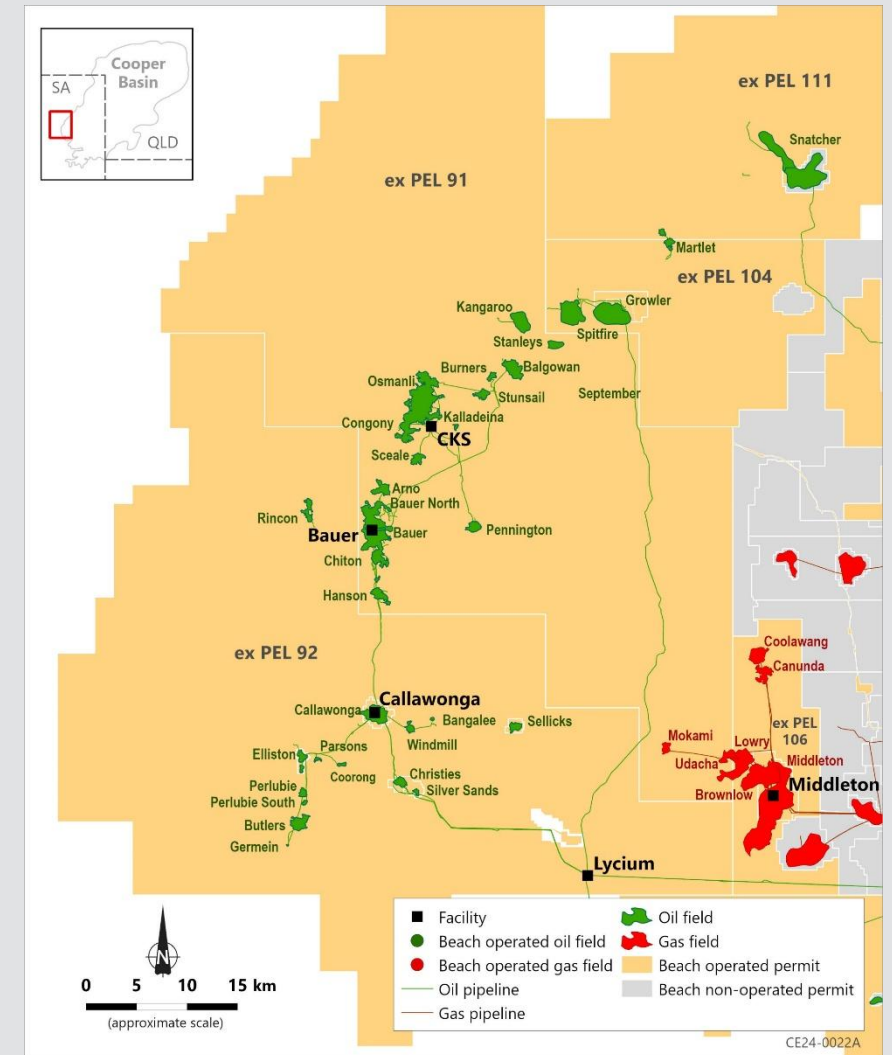 Cooper
Basin
SA
QLD
ex PEL 111
Snatcher
ex PEL 91
Martlet
ex PEL 104
Kangaroo
Growler
Spitfire
Stanleys
Burners
Balgowan
Osmanli
Stunsail
September
Congony
Kalladeina
CKS
Sceale
Arno
Bauer North
Rincon
Bauer
Bauer
Pennington
Chiton
Hanson
Coolawang
Canunda
ex PEL 92
ex PEL
106
Callawonga
Callawonga
Bangalee
Sellicks
Windmill
Mokami
Lowry
Udacha
Middleton
Elliston
Parsons
Coorong
Christies
Silver Sands
Brownlow
Middleton
Perlubie
Perlubie South
Butlers
Germein
Lycium
N
0 5 10 15 km
(approximate scale)
Facility
Oil field
Beach operated oil field
Gas field
Beach operated gas field
Beach operated permit
Oil pipeline
Beach non-operated permit
Gas pipeline
CE24-0022A